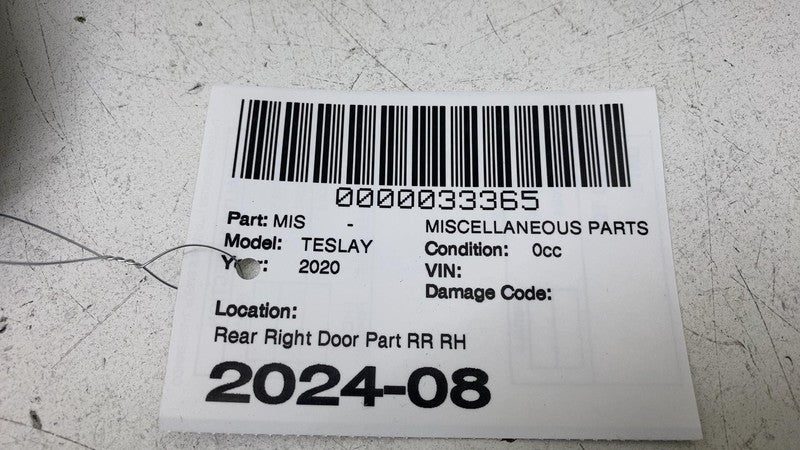 0000033365
Part: MIS - MISCELLANEOUS PARTS
Model: TESLAY Condition: 0cc
Year: 2020 VIN:
Damage Code:
Location:
Rear Right Door Part RR RH
2024-08